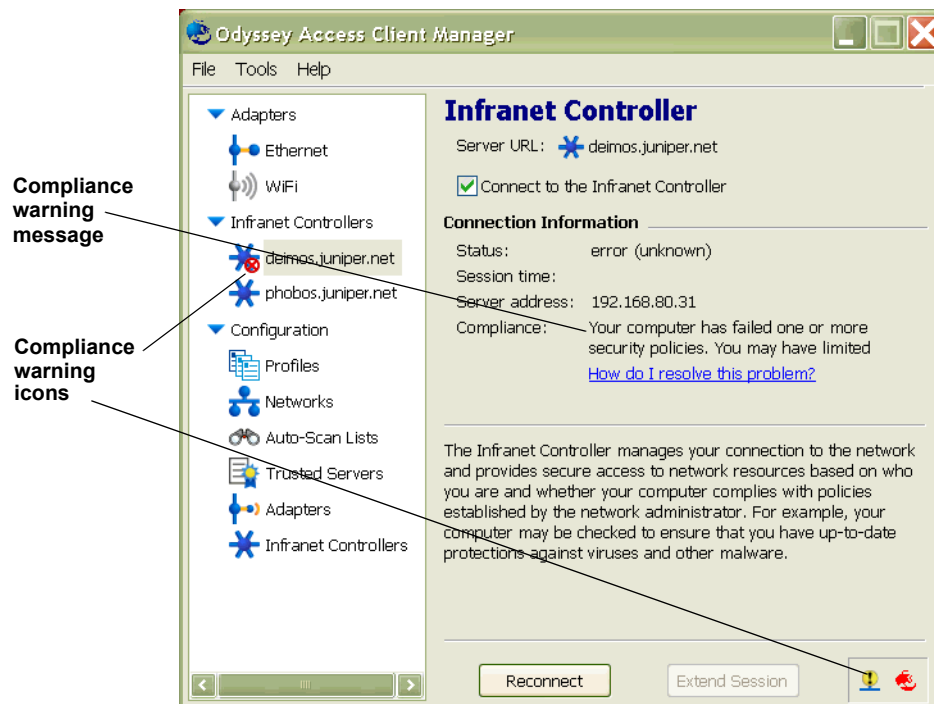 Odyssey Access Client Manager
File Tools Help
Adapters
Ethernet
WiFi
Infranet Controllers
deimos.juniper.net
phobos.juniper.net
Configuration
Profiles
Networks
Auto-Scan Lists
Trusted Servers
Adapters
Infranet Controllers
Compliance
warning
message
Compliance
warning
icons
Infranet Controller
Server URL: deimos.juniper.net
Connect to the Infranet Controller
Connection Information
Status: error (unknown)
Session time:
Server address: 192.168.80.31
Compliance: Your computer has failed one or more
security policies. You may have limited
How do I resolve this problem?
The Infranet Controller manages your connection to the network
and provides secure access to network resources based on who
you are and whether your computer complies with policies
established by the network administrator. For example, your
computer may be checked to ensure that you have up-to-date
protections against viruses and other malware.
Reconnect
Extend Session